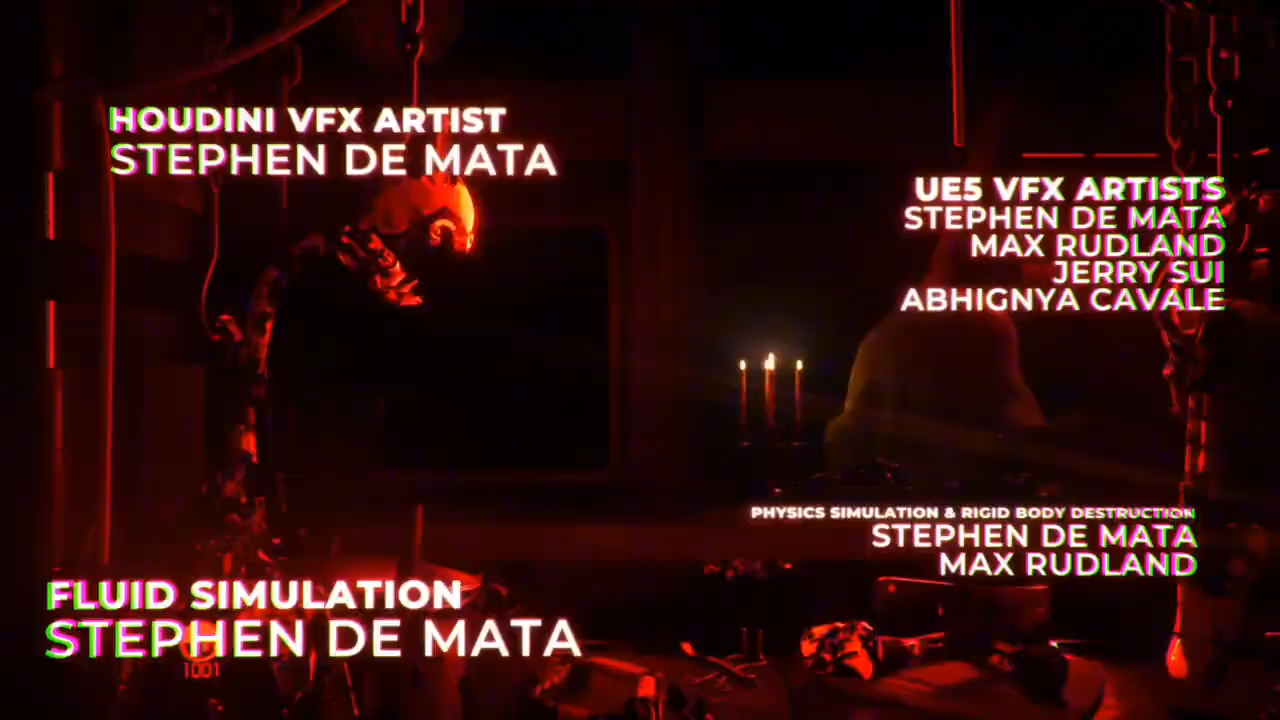 HOUDINI VFX ARTIST
STEPHEN DE MATA
UE5 VFX ARTISTS
STEPHEN DE MATA
MAX RUDLAND
JERRY SUI
ABHIGNYA CAVALE
PHYSICS SIMULATION & RIGID BODY DESTRUCTION
STEPHEN DE MATA
MAX RUDLAND
FLUID SIMULATION
STEPHEN DE MATA
1001